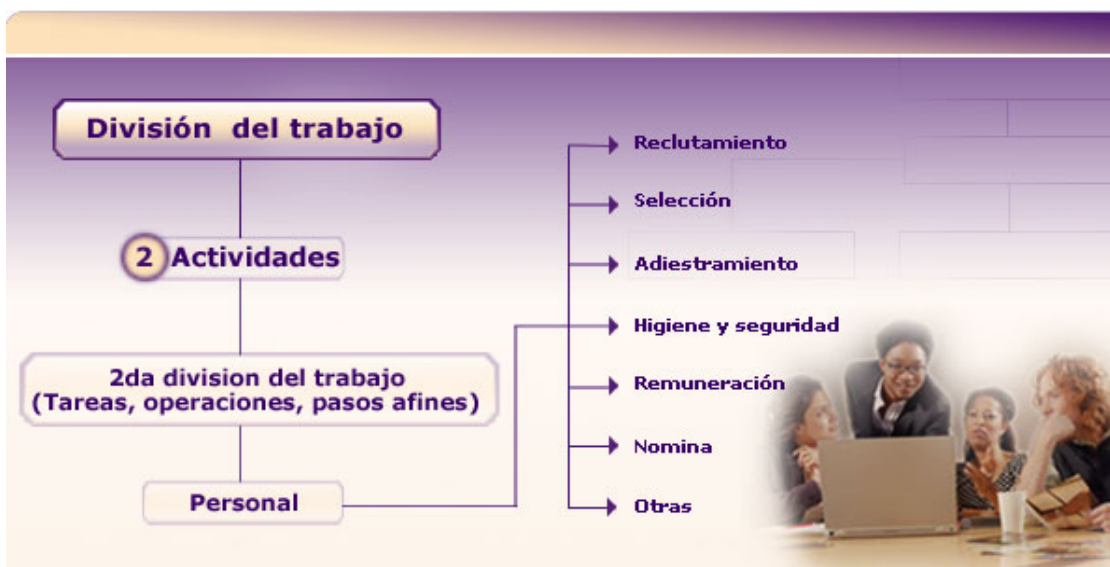 División del trabajo
2 Actividades
2da division del trabajo
(Tareas, operaciones, pasos afines)
Personal
Reclutamiento
Selección
Adiestramiento
Higiene y seguridad
Remuneración
Nomina
Otras